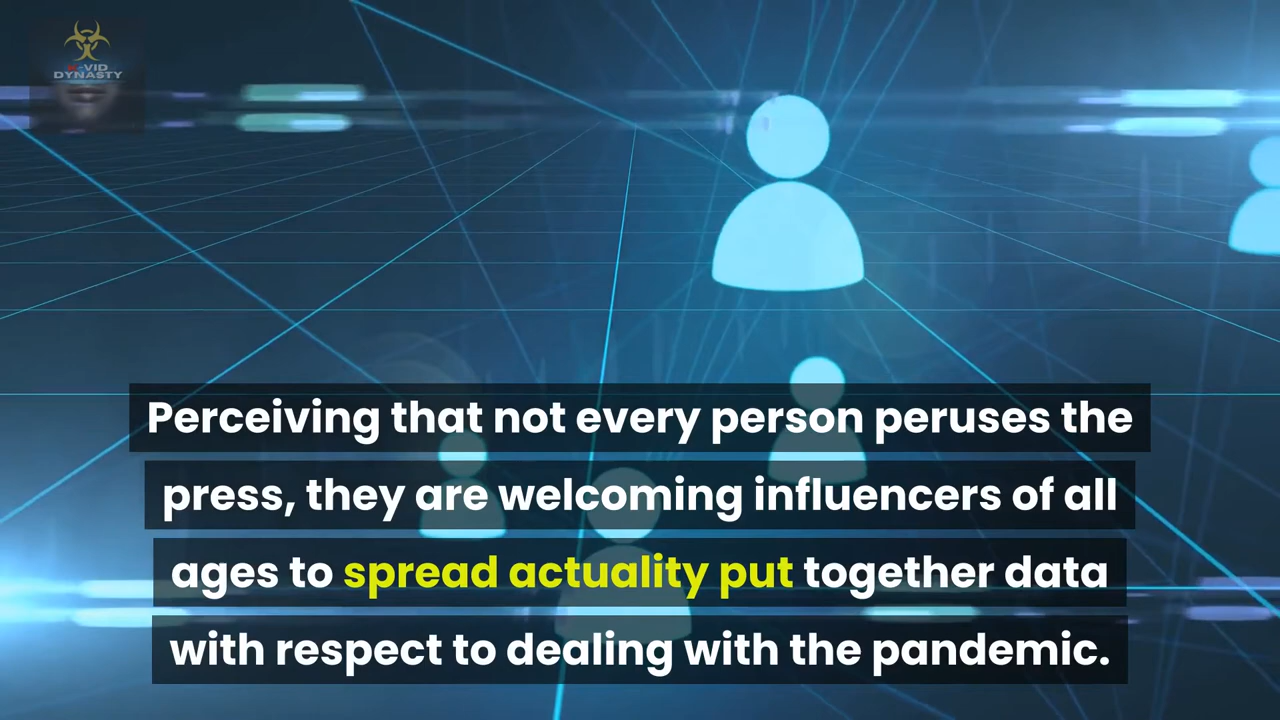 -VID
DYNASTY
Perceiving that not every person peruses the
press, they are welcoming influencers of all
ages to spread actuality put together data
with respect to dealing with the pandemic.